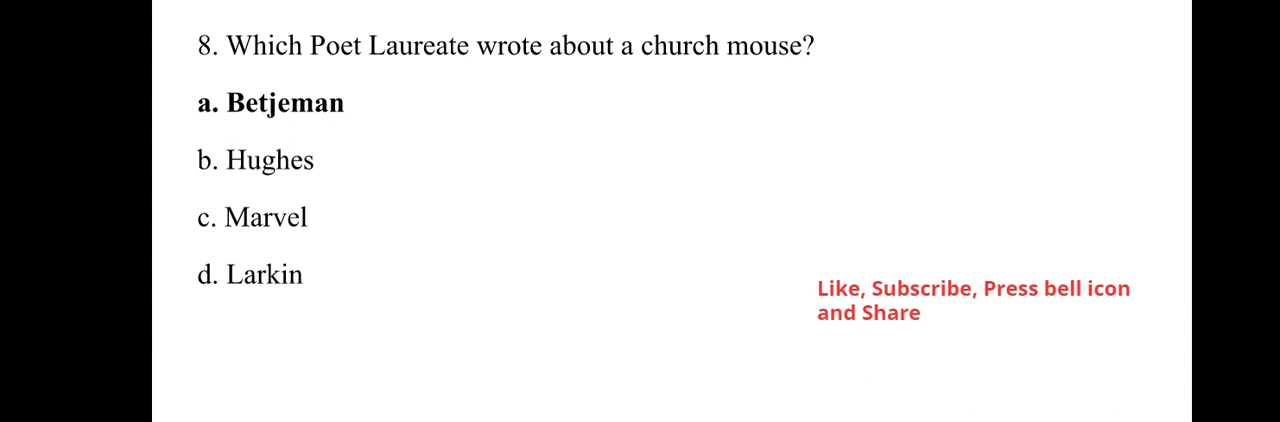 8. Which Poet Laureate wrote about a church mouse?
a. Betjeman
b. Hughes
c. Marvel
d. Larkin
Like, Subscribe, Press bell icon
and Share